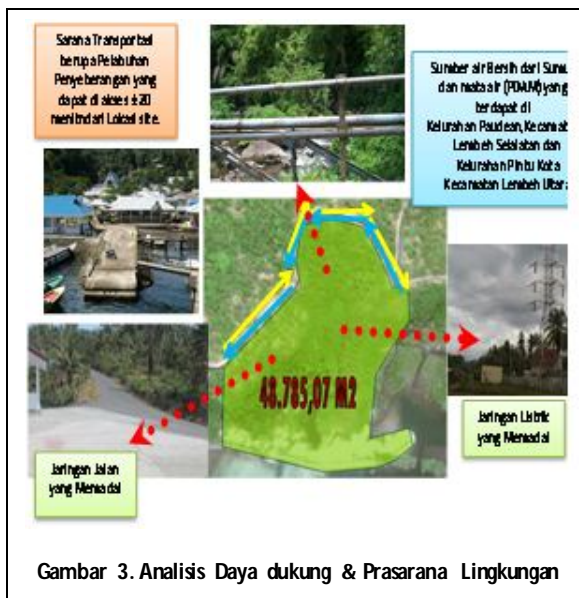 Sarana Transportasi
berupa Pelabuhan
Penyeberangan yang
dapat di akses ±20
menit dari Lokasi site.
Sumber air Bersih dari Sumu
dan mata air (PDAM) yang
terdapat di
Kelurahan Paudean, Kecamata
Lembeh Selatan dan
Kelurahan Pintu Kota
Kecamatan Lembeh Utara
48.785,07 M2
Jaringan Listrik
yang Memadai
Jaringan Jalan
yang Memadai
Gambar 3. Analisis Daya dukung & Prasarana Lingkungan